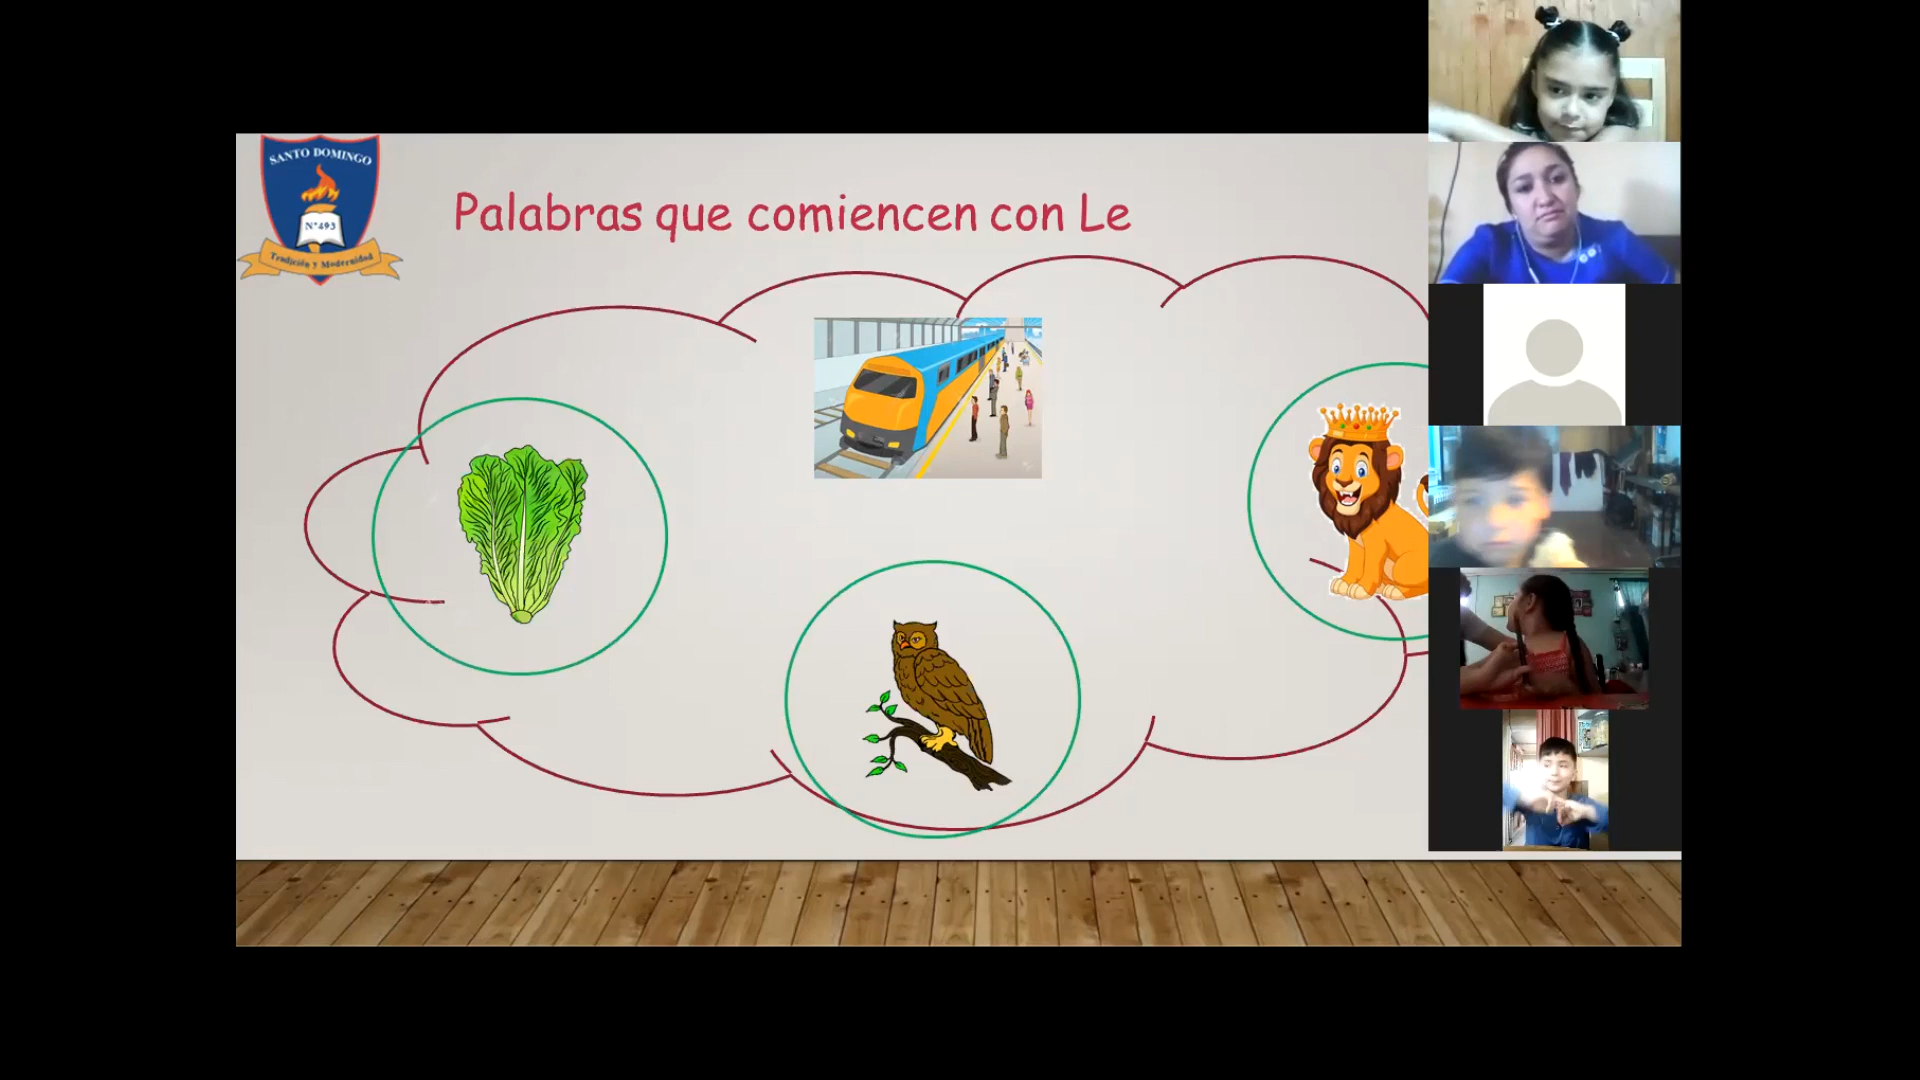 SANTO DOMINGO
N°493
Tradición y Modernidad
Palabras que comiencen con Le